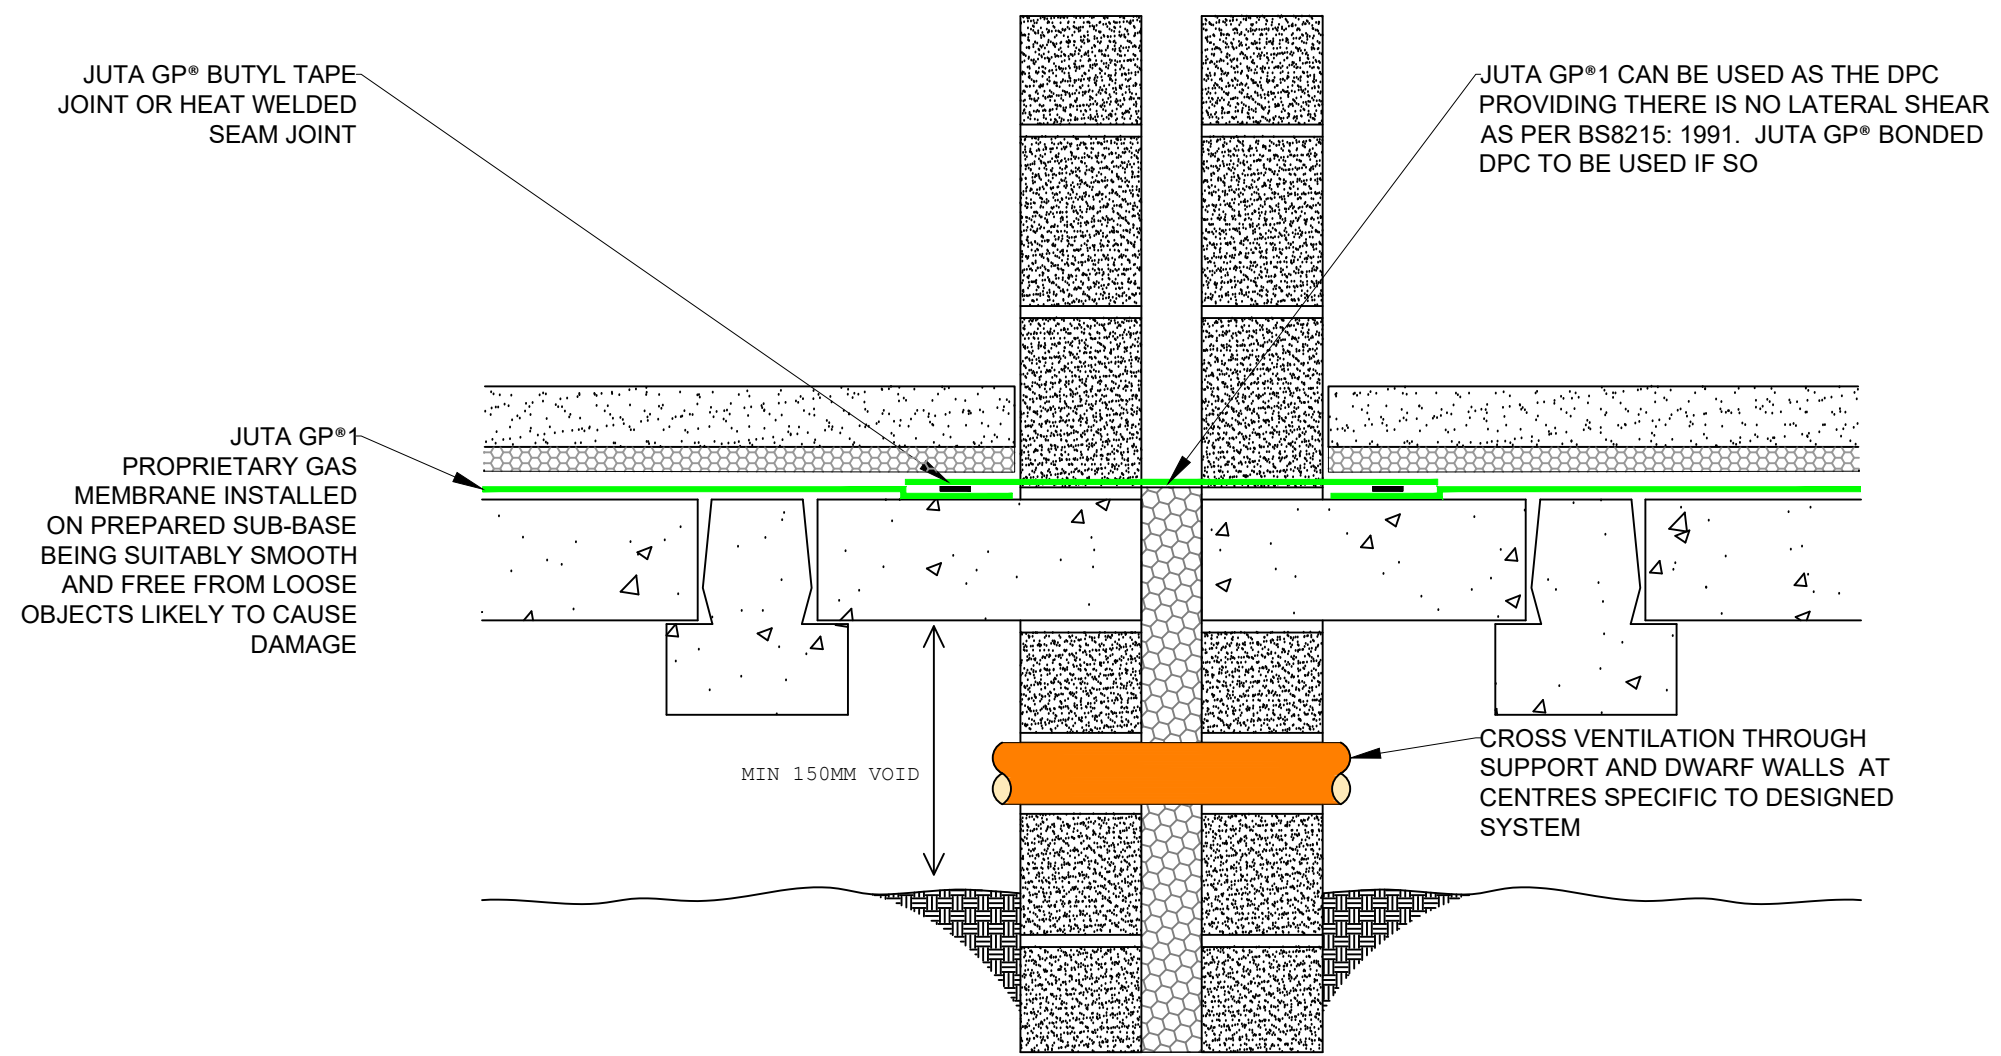 JUTA GP® BUTYL TAPE
JOINT OR HEAT WELDED
SEAM JOINT
JUTA GP®1 CAN BE USED AS THE DPC
PROVIDING THERE IS NO LATERAL SHEAR
AS PER BS8215: 1991. JUTA GP® BONDED
DPC TO BE USED IF SO
JUTA GP®1
PROPRIETARY GAS
MEMBRANE INSTALLED
ON PREPARED SUB-BASE
BEING SUITABLY SMOOTH
AND FREE FROM LOOSE
OBJECTS LIKELY TO CAUSE
DAMAGE
MIN 150MM VOID
CROSS VENTILATION THROUGH
SUPPORT AND DWARF WALLS AT
CENTRES SPECIFIC TO DESIGNED
SYSTEM